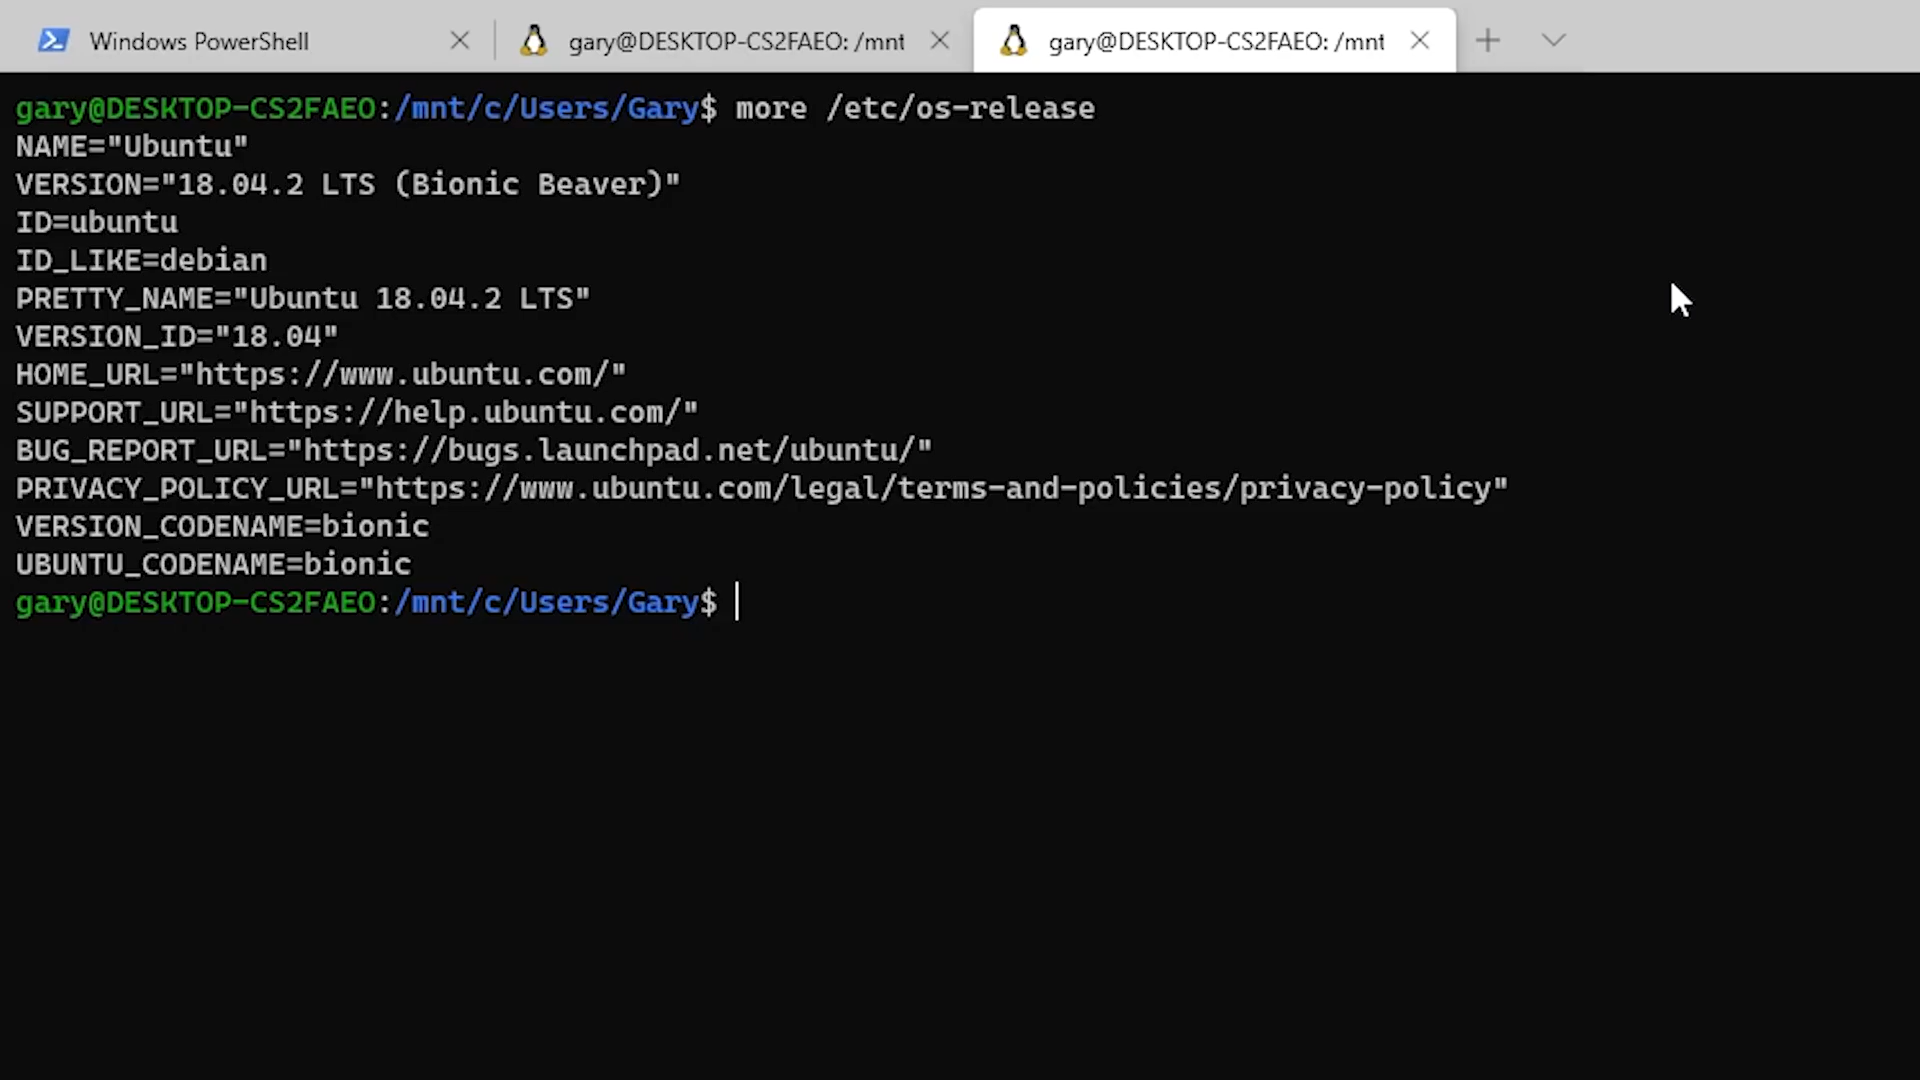 Windows PowerShell
gary@DESKTOP-CS2FAEO: /mnt
gary@DESKTOP-CS2FAEO: /mnt
gary@DESKTOP-CS2FAEO:/mnt/c/Users/Gary$ more /etc/os-release
NAME="Ubuntu"
VERSION="18.04.2 LTS (Bionic Beaver)"
ID=ubuntu
ID_LIKE=debian
PRETTY_NAME="Ubuntu 18.04.2 LTS"
VERSION_ID="18.04"
HOME_URL="https://www.ubuntu.com/"
SUPPORT_URL="https://help.ubuntu.com/"
BUG_REPORT_URL="https://bugs.launchpad.net/ubuntu/"
PRIVACY_POLICY_URL="https://www.ubuntu.com/legal/terms-and-policies/privacy-policy"
VERSION_CODENAME=bionic
UBUNTU_CODENAME=bionic
gary@DESKTOP-CS2FAEO:/mnt/c/Users/Gary$